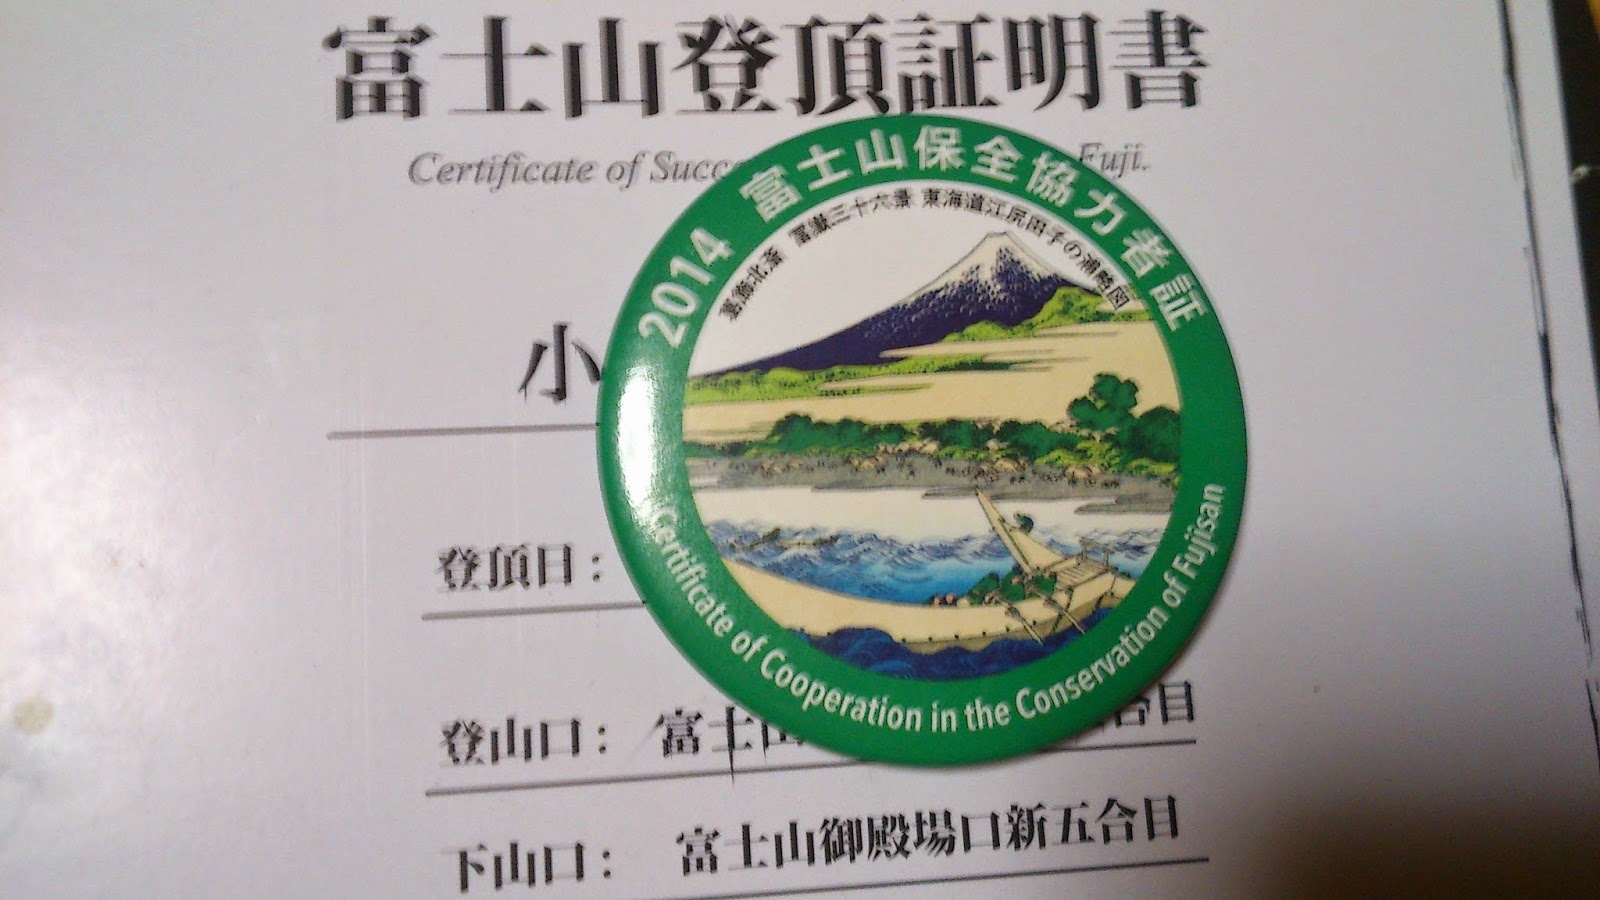 富士山登頂証明書
Certificate of Fuji.
小
登頂日：
登山口： 富士山 合目
下山口： 富士山御殿場口新五合目
2014 富士山保全協力者証
葛飾北斎 冨嶽三十六景 東海道江尻田子の浦略図
Certificate of Cooperation in the Conservation of Fujisan